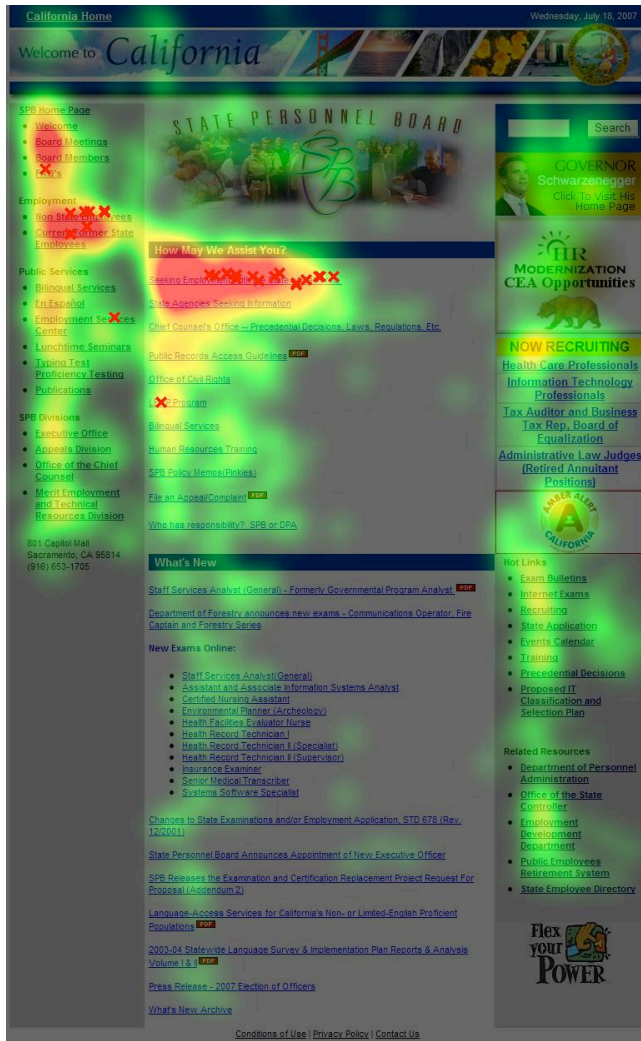 California Home
Wednesday, July 18, 2007
Welcome to California
SPB Home Page
Welcome
Board Meetings
Board Members
Employment
Non State Employees
Current/Former State
Employees
Public Services
Bilingual Services
En Español
Employment Services
Center
Lunchtime Seminars
Typing Test
Proficiency Testing
Publications
SPB Divisions
Executive Office
Appeals Division
Office of the Chief
Counsel
Merit Employment
and Technical
Resources Division
801 Capitol Mall
Sacramento, CA 95814
(916) 653-1705
STATE PERSONNEL BOARD
SPB
How May We Assist You?
Seeking Employment
State Agencies Seeking Information
Chief Counsel's Office -- Precedential Decisions, Laws, Regulations, Etc.
Public Records Access Guidelines PDF
Office of Civil Rights
Program
Bilingual Services
Human Resources Training
SPB Policy Memos(Pinkies)
File an Appeal/Complaint PDF
Who has responsibility? SPB or DPA
What's New
Staff Services Analyst (General) - Formerly Governmental Program Analyst PDF
Department of Forestry announces new exams - Communications Operator, Fire
Captain and Forestry Series
New Exams Online:
Staff Services Analyst(General)
Assistant and Associate Information Systems Analyst
Certified Nursing Assistant
Environmental Planner (Archeology)
Health Facilities Evaluator Nurse
Health Record Technician I
Health Record Technician II (Specialist)
Health Record Technician II (Supervisor)
Insurance Examiner
Senior Medical Transcriber
Systems Software Specialist
Changes to State Examinations and/or Employment Application, STD 678 (Rev.
12/2001)
State Personnel Board Announces Appointment of New Executive Officer
SPB Releases the Examination and Certification Replacement Project Request For
Proposal (Addendum 2)
Language-Access Services for California's Non- or Limited-English Proficient
Populations PDF
2003-04 Statewide Language Survey & Implementation Plan Reports & Analysis
Volume I & II PDF
Press Release - 2007 Election of Officers
What's New Archive
Search
GOVERNOR
Schwarzenegger
Click To Visit His
Home Page
HR
MODERNIZATION
CEA Opportunities
NOW RECRUITING
Health Care Professionals
Information Technology
Professionals
Tax Auditor and Business
Tax Rep, Board of
Equalization
Administrative Law Judges
(Retired Annuitant
Positions)
AMBER ALERT
CALIFORNIA
Hot Links
Exam Bulletins
Internet Exams
Recruiting
State Application
Events Calendar
Training
Precedential Decisions
Proposed IT
Classification and
Selection Plan
Related Resources
Department of Personnel
Administration
Office of the State
Controller
Employment
Development
Department
Public Employees
Retirement System
State Employee Directory
Flex
your
POWER
Conditions of Use | Privacy Policy | Contact Us